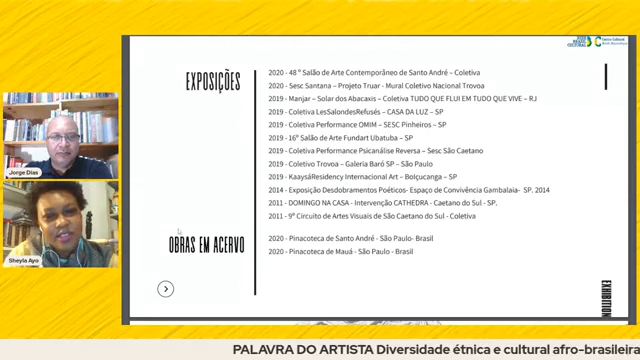 EXPOSIÇÕES
2020 - 48 º Salão de Arte Contemporâneo de Santo André – Coletiva
2020 - Sesc Santana – Projeto Truar - Mural Coletivo Nacional Trovoa
2019 - Manjar – Solar dos Abacaxis – Coletiva TUDO QUE FLUI EM TUDO QUE VIVE – RJ
2019 - Coletiva LesSalondesRefusés – CASA DA LUZ – SP
2019 - Coletiva Performance OMIM – SESC Pinheiros – SP
2019 - 16º Salão de Arte Fundart Ubatuba – SP
2019 - Coletiva Performance Psicanálise Reversa – Sesc São Caetano
2019 - Coletivo Trovoa – Galeria Baró SP – São Paulo
2019 - KaaysáResidency Internacional Art – Boiçucanga – SP
2014 - Exposição Desdobramentos Poéticos- Espaço de Convivência Gambalaia- SP. 2014
2011 - DOMINGO NA CASA - Intervenção CATHEDRA - Caetano do Sul - SP.
2011 - 9º Circuito de Artes Visuais de São Caetano do Sul - Coletiva
OBRAS EM ACERVO
2020 - Pinacoteca de Santo André - São Paulo- Brasil
2020 - Pinacoteca de Mauá - São Paulo - Brasil
EXHIBITION
Jorge Dias
Sheyla Ayo
PALAVRA DO ARTISTA Diversidade étnica e cultural afro-brasileira